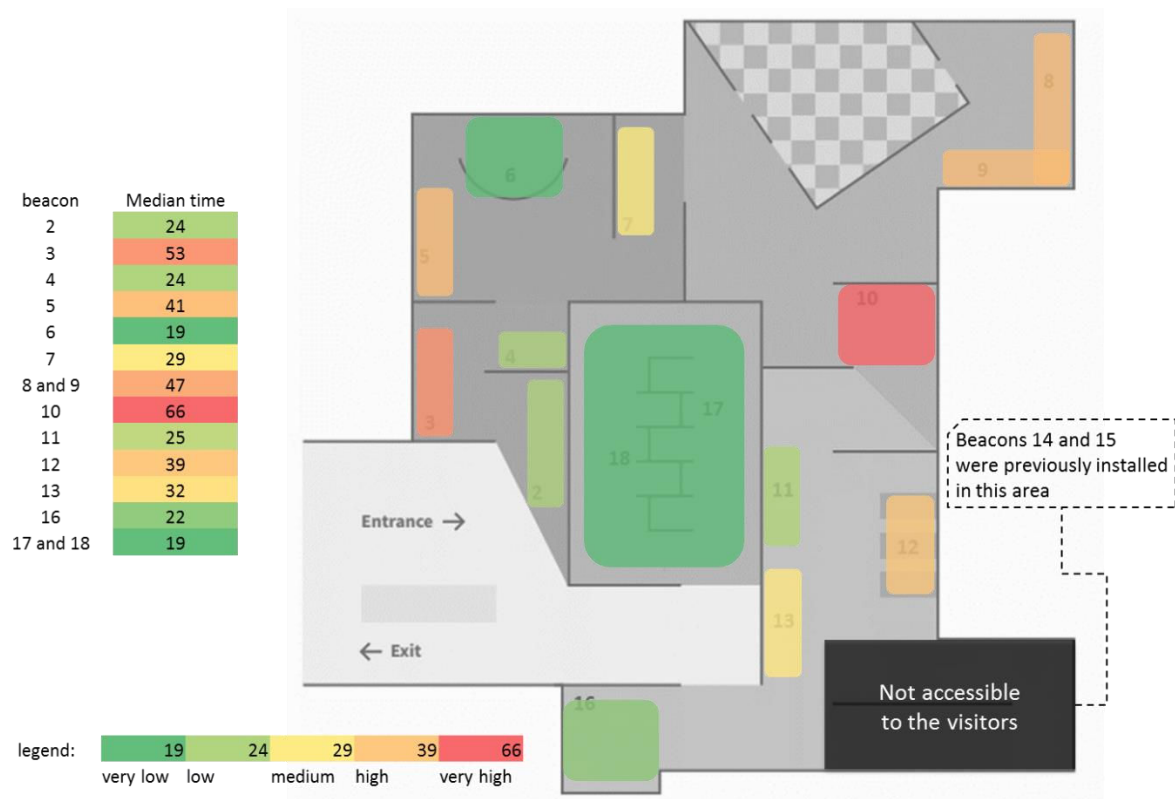 beacon Median time
2 24
3 53
4 24
5 41
6 19
7 29
8 and 9 47
10 66
11 25
12 39
13 32
16 22
17 and 18 19
8
9
6
7
5
10
4
3
17
18
2
11
12
13
Entrance →
← Exit
16
Beacons 14 and 15
were previously installed
in this area
Not accessible
to the visitors
legend: 19 24 29 39 66
very low low medium high very high